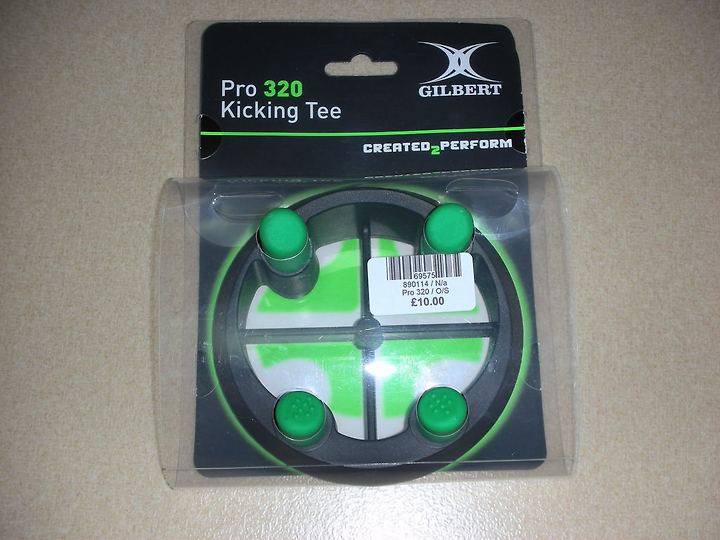 Pro 320
Kicking Tee
GILBERT
CREATED2PERFORM
69575
890114 / N/a
Pro 320 / O/S
£10.00